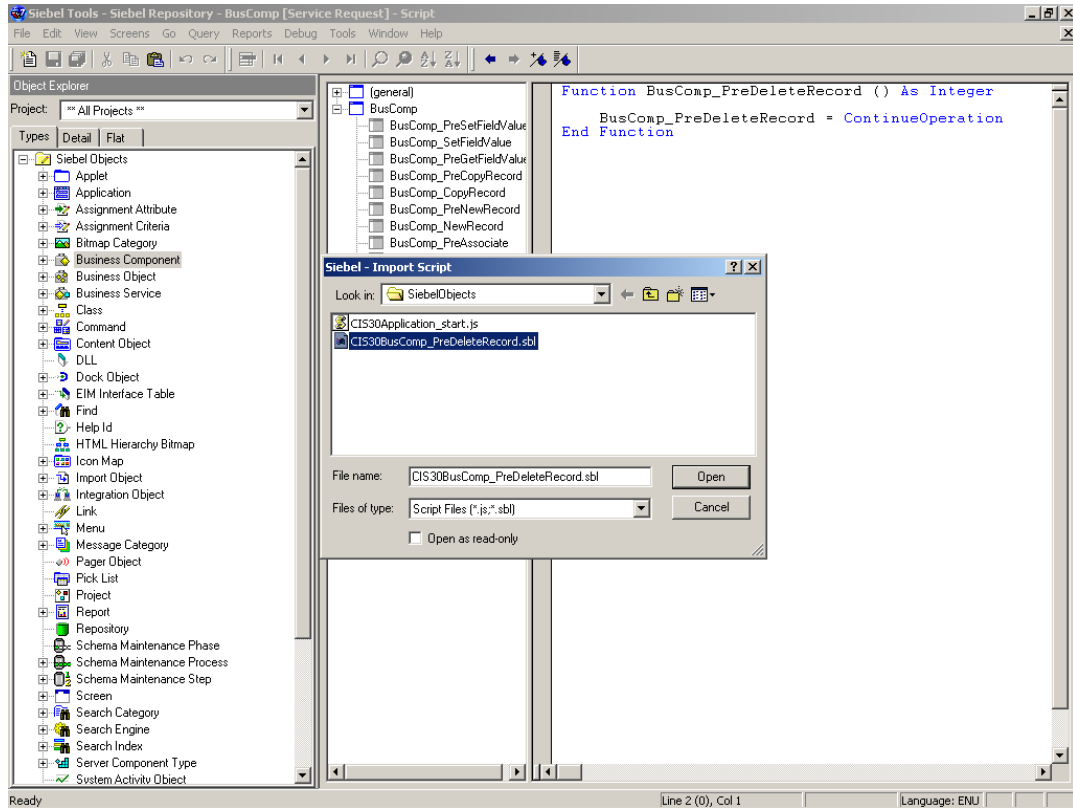 Siebel Tools - Siebel Repository - BusComp [Service Request] - Script
File Edit View Screens Go Query Reports Debug Tools Window Help
Object Explorer
Project: ** All Projects **
Types Detail Flat
Siebel Objects
Applet
Application
Assignment Attribute
Assignment Criteria
Bitmap Category
Business Component
Business Object
Business Service
Class
Command
Content Object
DLL
Dock Object
EIM Interface Table
Find
Help Id
HTML Hierarchy Bitmap
Icon Map
Import Object
Integration Object
Link
Menu
Message Category
Pager Object
Pick List
Project
Report
Repository
Schema Maintenance Phase
Schema Maintenance Process
Schema Maintenance Step
Screen
Search Category
Search Engine
Search Index
Server Component Type
System Activity Object
(general)
BusComp
BusComp_PreSetFieldValue
BusComp_SetFieldValue
BusComp_PreGetFieldValue
BusComp_PreCopyRecord
BusComp_CopyRecord
BusComp_PreNewRecord
BusComp_NewRecord
BusComp_PreAssociate
Function BusComp_PreDeleteRecord () As Integer
BusComp_PreDeleteRecord = ContinueOperation
End Function
Siebel - Import Script
Look in: SiebelObjects
CIS30Application_start.js
CIS30BusComp_PreDeleteRecord.sbl
File name: CIS30BusComp_PreDeleteRecord.sbl Open
Files of type: Script Files (*.js;*.sbl) Cancel
Open as read-only
Ready Line 2 (0), Col 1 Language: ENU